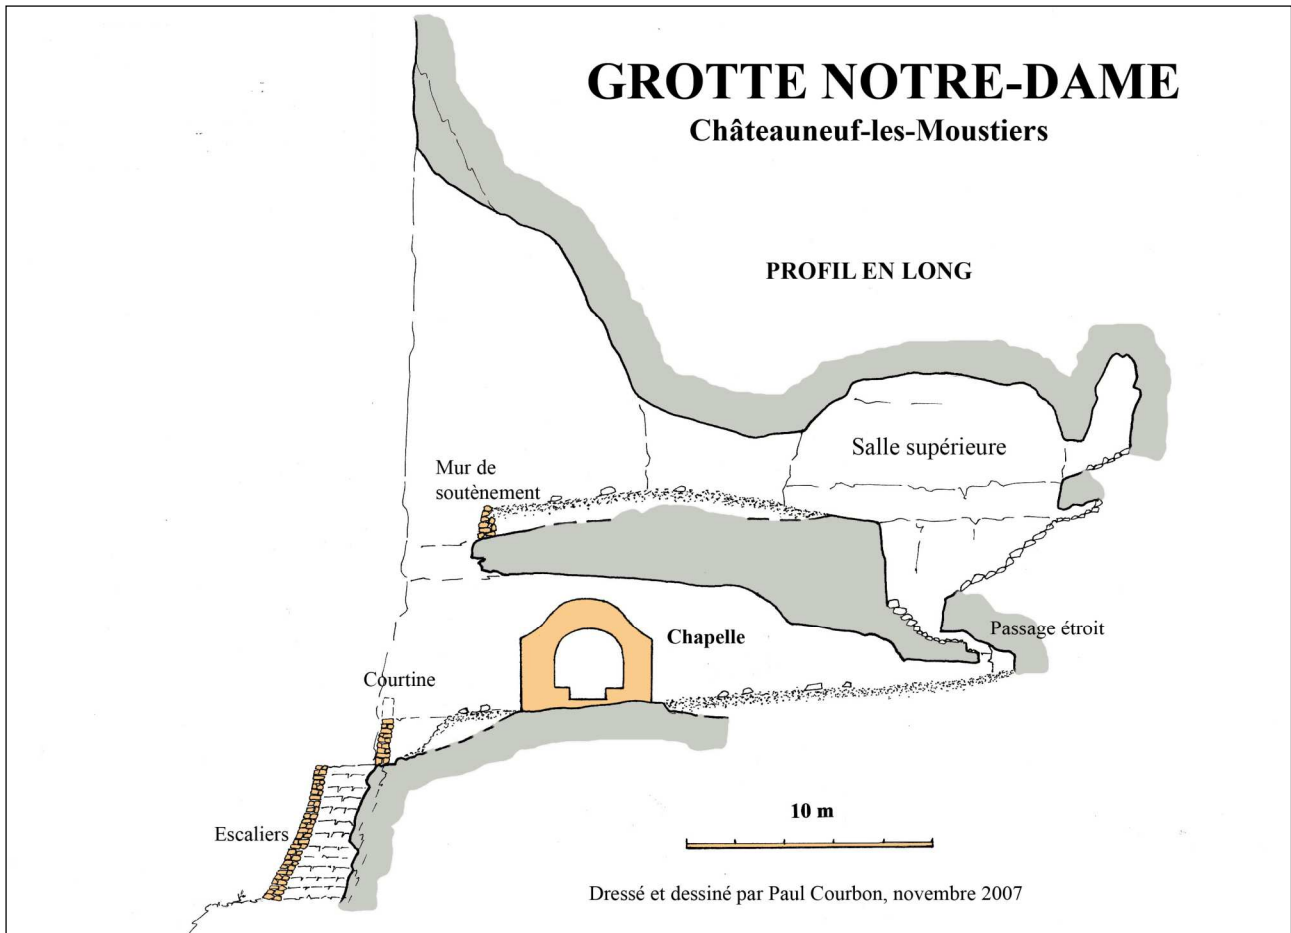 GROTTE NOTRE-DAME
Châteauneuf-les-Moustiers
PROFIL EN LONG
Salle supérieure
Mur de
soutènement
Passage étroit
Chapelle
Courtine
Escaliers
10 m
Dressé et dessiné par Paul Courbon, novembre 2007